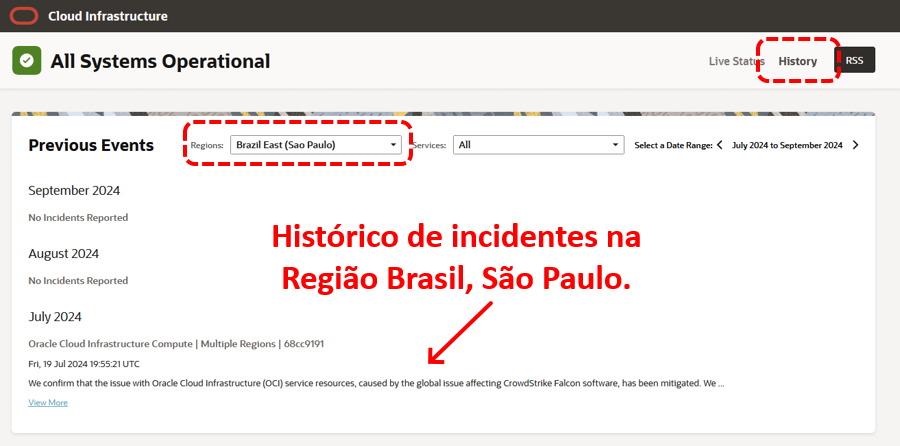 Cloud Infrastructure
All Systems Operational
Live Status
History
RSS
Previous Events
Regions:
Brazil East (Sao Paulo)
Services:
All
Select a Date Range:
July 2024 to September 2024
September 2024
No Incidents Reported
August 2024
No Incidents Reported
Histórico de incidentes na
Região Brasil, São Paulo.
July 2024
Oracle Cloud Infrastructure Compute | Multiple Regions | 68cc9191
Fri, 19 Jul 2024 19:55:21 UTC
We confirm that the issue with Oracle Cloud Infrastructure (OCI) service resources, caused by the global issue affecting CrowdStrike Falcon software, has been mitigated. We ...
View More